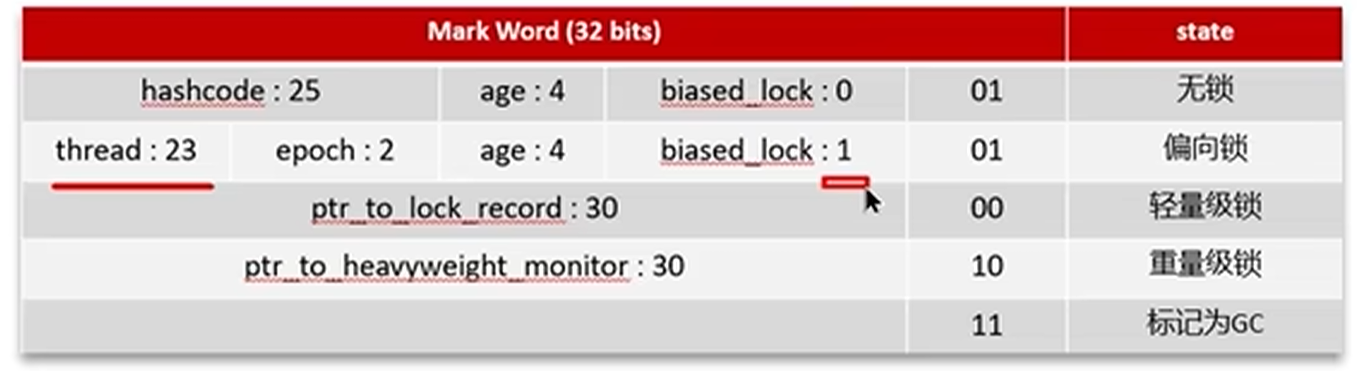 Mark Word (32 bits) state
hashcode : 25 age : 4 biased_lock : 0 01 无锁
thread : 23 epoch : 2 age : 4 biased_lock : 1 01 偏向锁
ptr_to_lock_record : 30 00 轻量级锁
ptr_to_heavyweight_monitor : 30 10 重量级锁
11 标记为GC